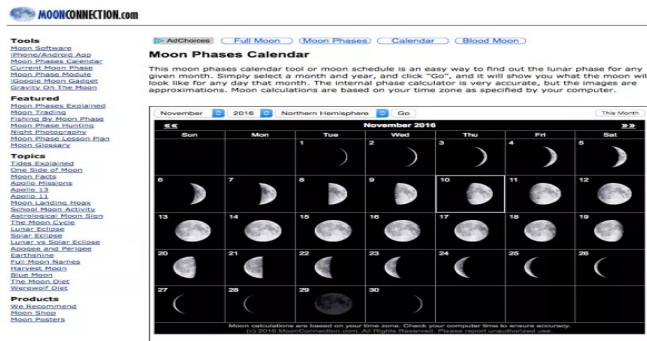 MOONCONNECTION.com
Tools
Moon Software
iPhone/Android App
Moon Phases Calendar
Current Moon Phase
Moon Phase Module
iGoogle Moon Gadget
Gravity On The Moon
Featured
Moon Phases Explained
Moon Trading
Fishing By Moon Phase
Moon Phase Hunting
Night Photography
Moon Phase Lesson Plan
Moon Glossary
Topics
Tides Explained
One Side of Moon
Moon Facts
Apollo Missions
Apollo 13
Apollo 11
Moon Landing Hoax
School Moon Activity
Astrological Moon Sign
The Moon Cycle
Lunar Eclipse
Solar Eclipse
Lunar vs Solar Eclipse
Apogee and Perigee
Earthshine
Full Moon Names
Harvest Moon
Blue Moon
The Moon Diet
Werewolf Diet
Products
We Recommend
Moon Shop
Moon Posters
AdChoices Full Moon Moon Phases Calendar Blood Moon
Moon Phases Calendar
This moon phases calendar tool or moon schedule is an easy way to find out the lunar phase for any
given month. Simply select a month and year, and click "Go", and it will show you what the moon wil
look like for any day that month. The internal phase calculator is very accurate, but the images are
approximations. Moon calculations are based on your time zone as specified by your computer.
November 2016 Northern Hemisphere Go This Month
«« November 2016 »»
Sun Mon Tue Wed Thu Fri Sat
1 2 3 4 5
6 7 8 9 10 11 12
13 14 15 16 17 18 19
20 21 22 23 24 25 26
27 28 29 30
Moon calculations are based on your time zone. Check your computer time to ensure accuracy.
(c) 2016 MoonConnection.com. All Rights Reserved. Please report unauthorized use.